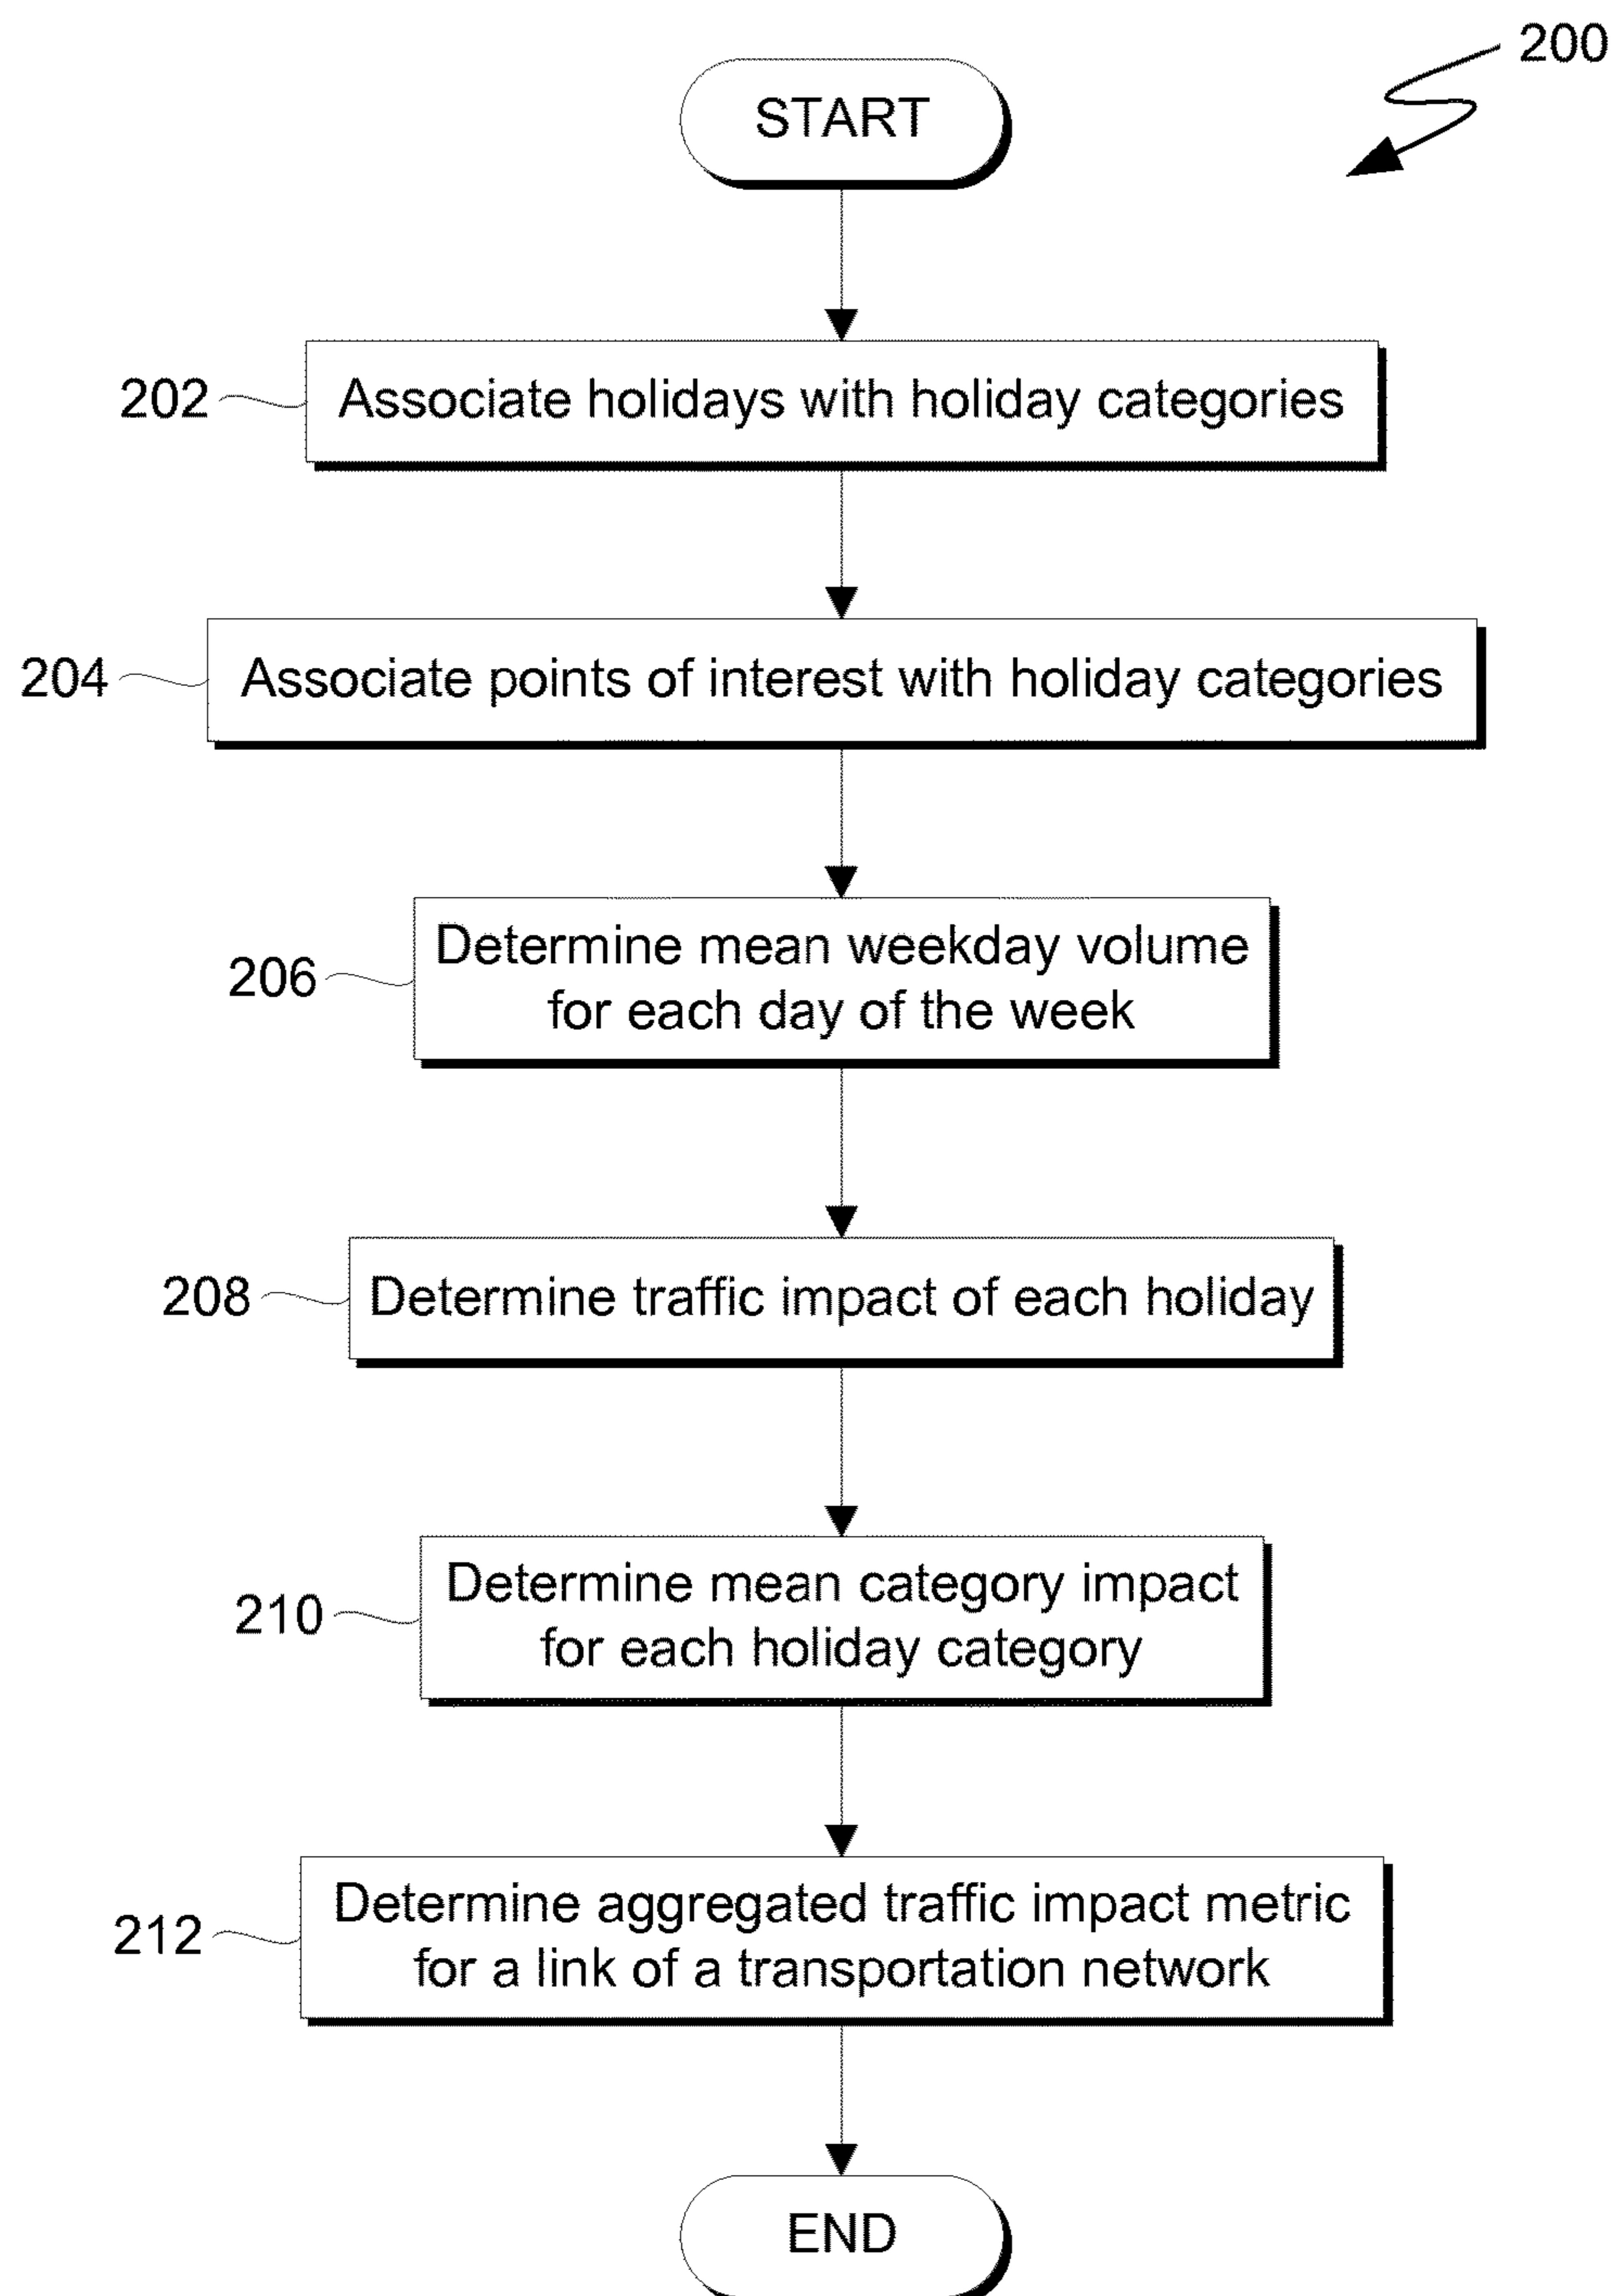 200
START
202
Associate holidays with holiday categories
204
Associate points of interest with holiday categories
206
Determine mean weekday volume
for each day of the week
208
Determine traffic impact of each holiday
210
Determine mean category impact
for each holiday category
212
Determine aggregated traffic impact metric
for a link of a transportation network
END